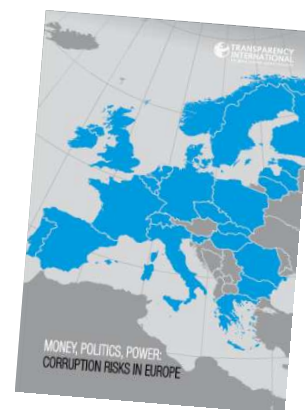 TRANSPARENCY
INTERNATIONAL
MONEY, POLITICS, POWER:
CORRUPTION RISKS IN EUROPE